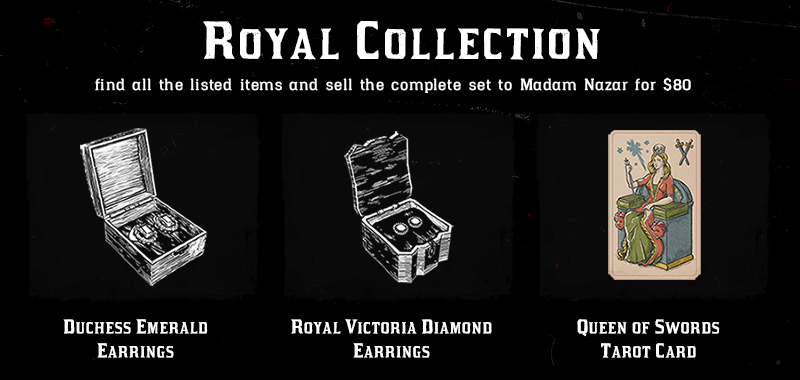 Royal Collection
find all the listed items and sell the complete set to Madam Nazar for $80
Duchess Emerald
Earrings
Royal Victoria Diamond
Earrings
Queen of Swords
Tarot Card